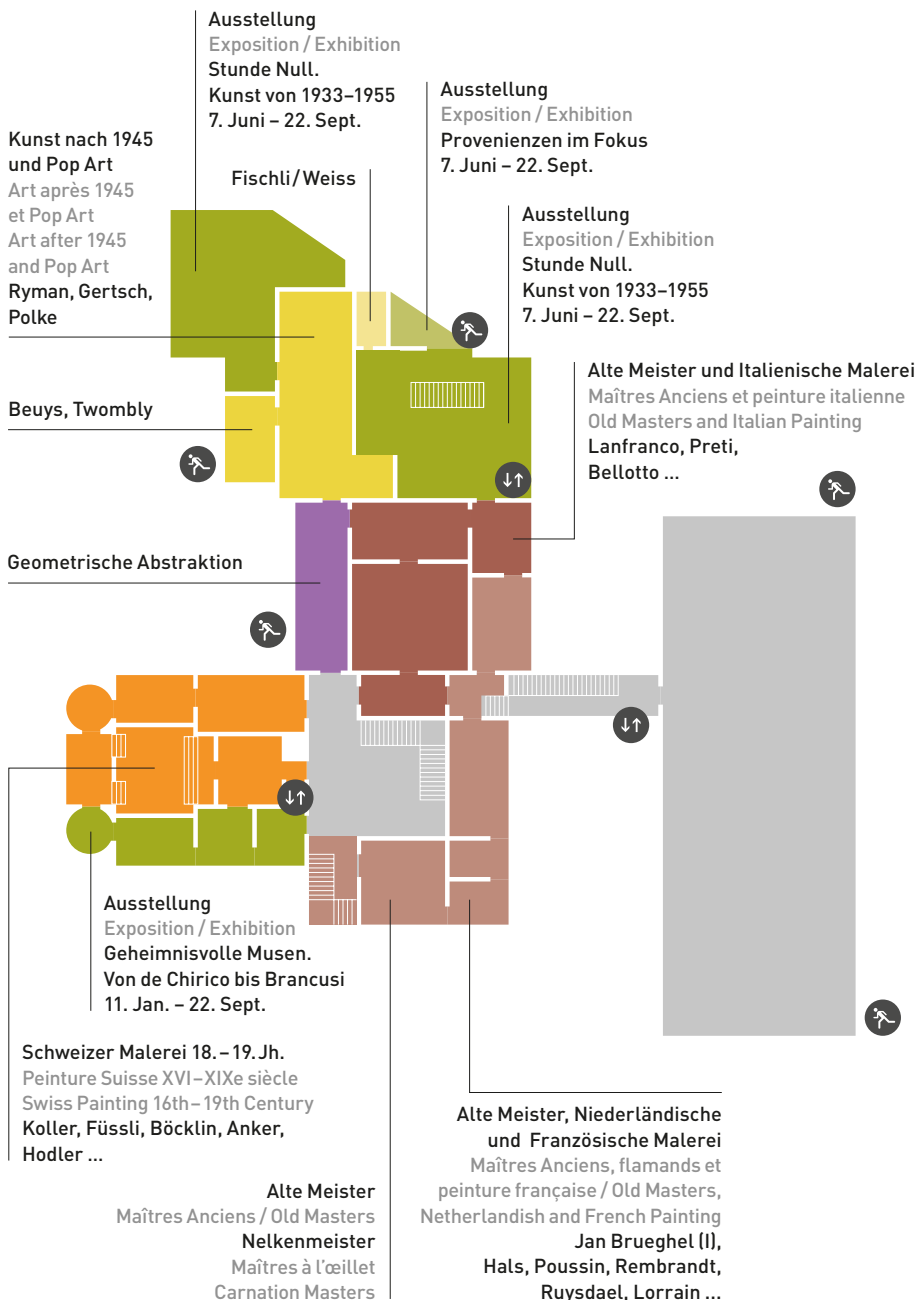 Ausstellung
Exposition / Exhibition
Stunde Null.
Kunst von 1933–1955
7. Juni – 22. Sept.
Ausstellung
Exposition / Exhibition
Provenienzen im Fokus
7. Juni – 22. Sept.
Kunst nach 1945
und Pop Art
Art après 1945
et Pop Art
Art after 1945
and Pop Art
Ryman, Gertsch,
Polke
Fischli / Weiss
Ausstellung
Exposition / Exhibition
Stunde Null.
Kunst von 1933–1955
7. Juni – 22. Sept.
Alte Meister und Italienische Malerei
Maîtres Anciens et peinture italienne
Old Masters and Italian Painting
Lanfranco, Preti,
Bellotto ...
Beuys, Twombly
Geometrische Abstraktion
Ausstellung
Exposition / Exhibition
Geheimnisvolle Musen.
Von de Chirico bis Brancusi
11. Jan. – 22. Sept.
Schweizer Malerei 18. – 19. Jh.
Peinture Suisse XVI – XIXe siècle
Swiss Painting 16th – 19th Century
Koller, Füssli, Böcklin, Anker,
Hodler ...
Alte Meister
Maîtres Anciens / Old Masters
Nelkenmeister
Maîtres à l’œillet
Carnation Masters
Alte Meister, Niederländische
und Französische Malerei
Maîtres Anciens, flamands et
peinture française / Old Masters,
Netherlandish and French Painting
Jan Brueghel (I),
Hals, Poussin, Rembrandt,
Ruysdael, Lorrain ...